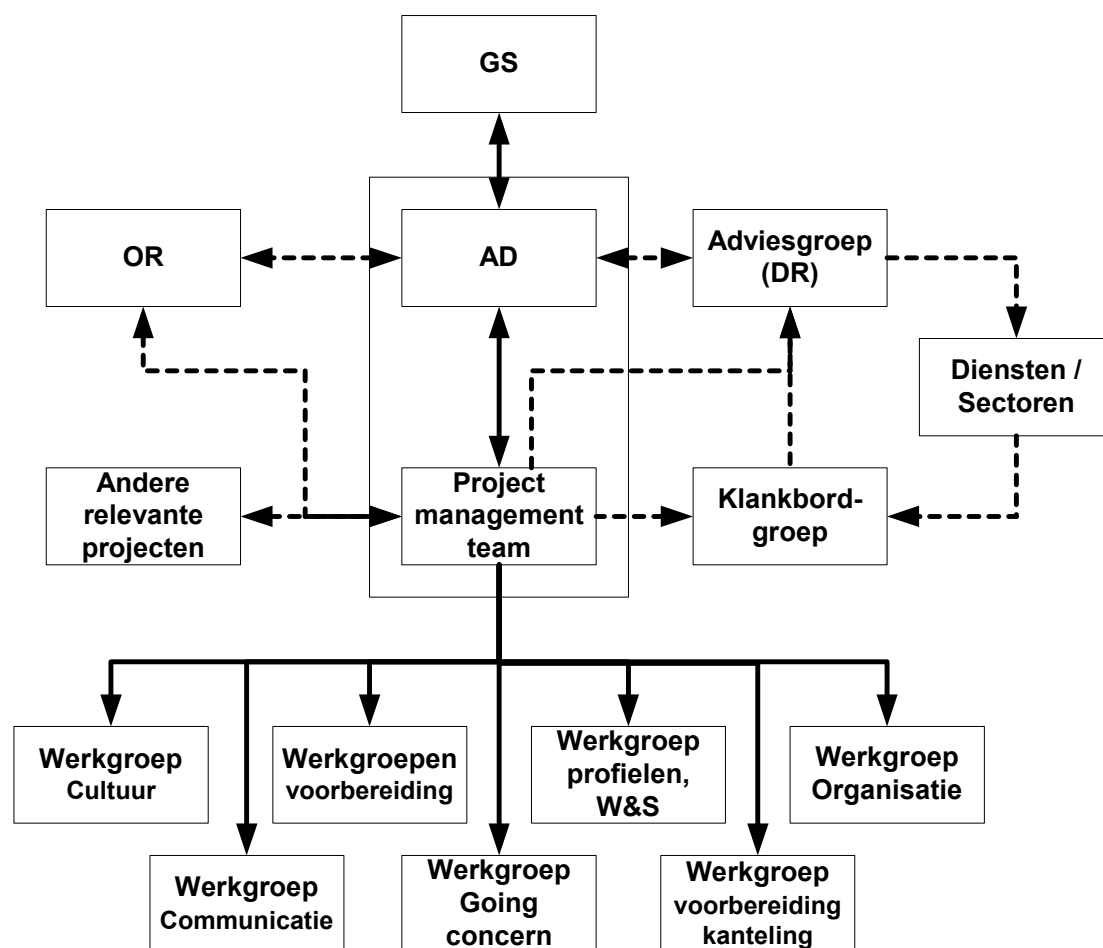 GS
OR
AD
Adviesgroep
(DR)
Diensten /
Sectoren
Andere
relevante
projecten
Project
management
team
Klankbord-
groep
Werkgroep
Cultuur
Werkgroepen
voorbereiding
Werkgroep
profielen,
W&S
Werkgroep
Organisatie
Werkgroep
Communicatie
Werkgroep
Going
concern
Werkgroep
voorbereiding
kanteling